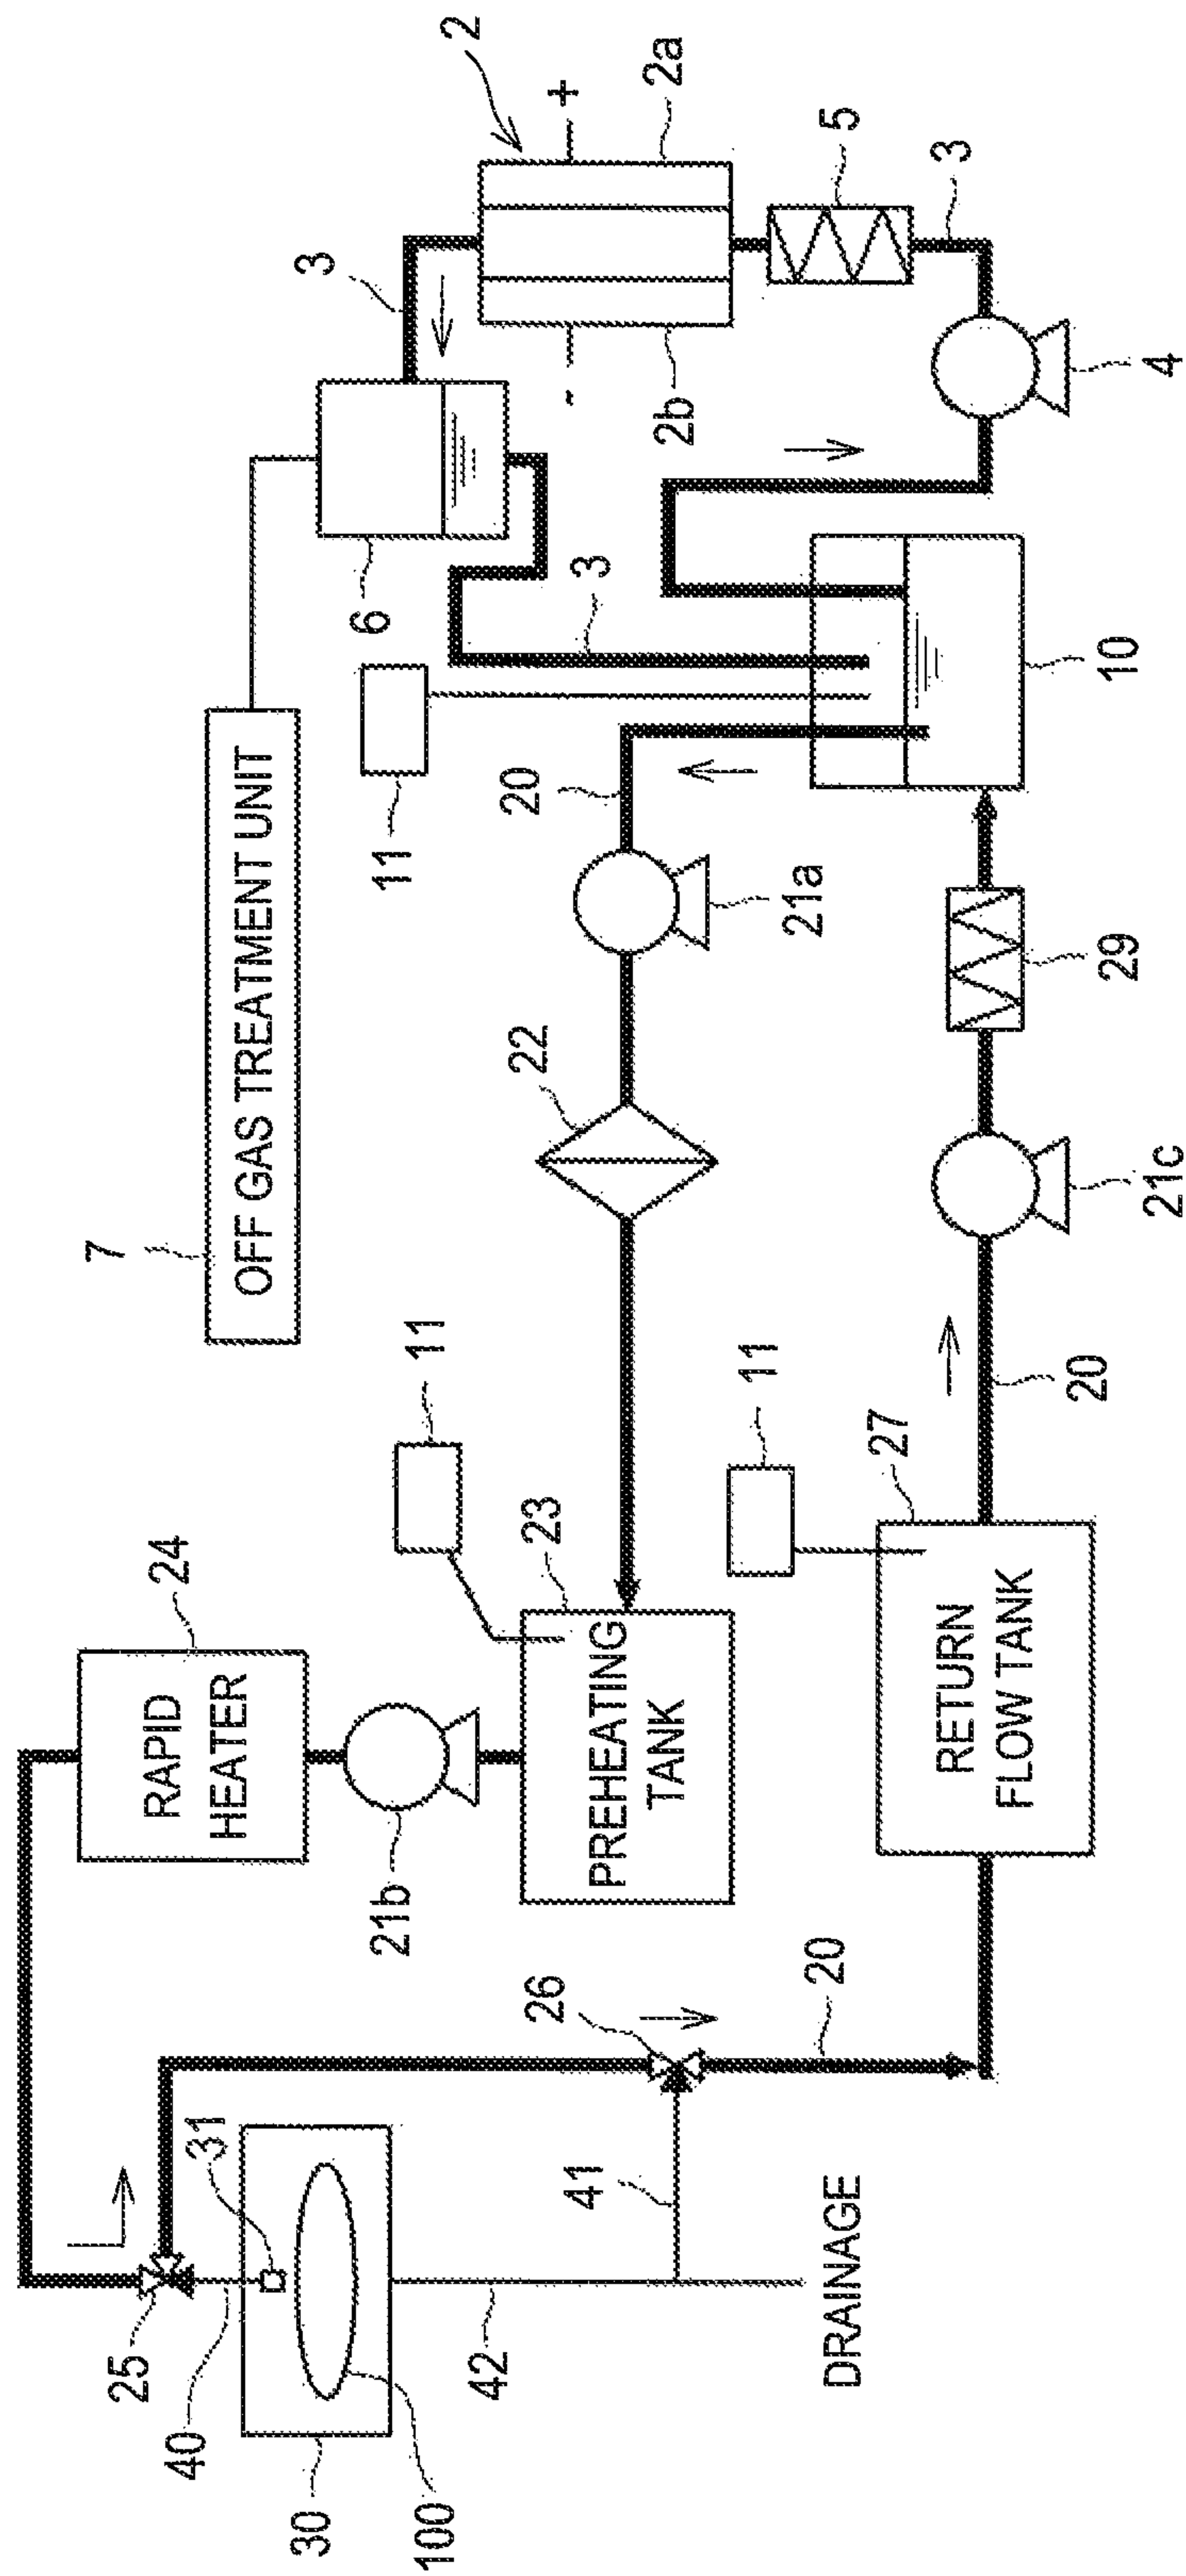 7
25
24
RAPID
HEATER
40
31
OFF GAS TREATMENT UNIT
30
3
6
21b
11
11
100
2
42
22
20
26
23
-
+
41
3
PREHEATING
TANK
2b
2a
11
21a
20
DRAINAGE
5
27
3
RETURN
FLOW TANK
20
29
10
21c
4